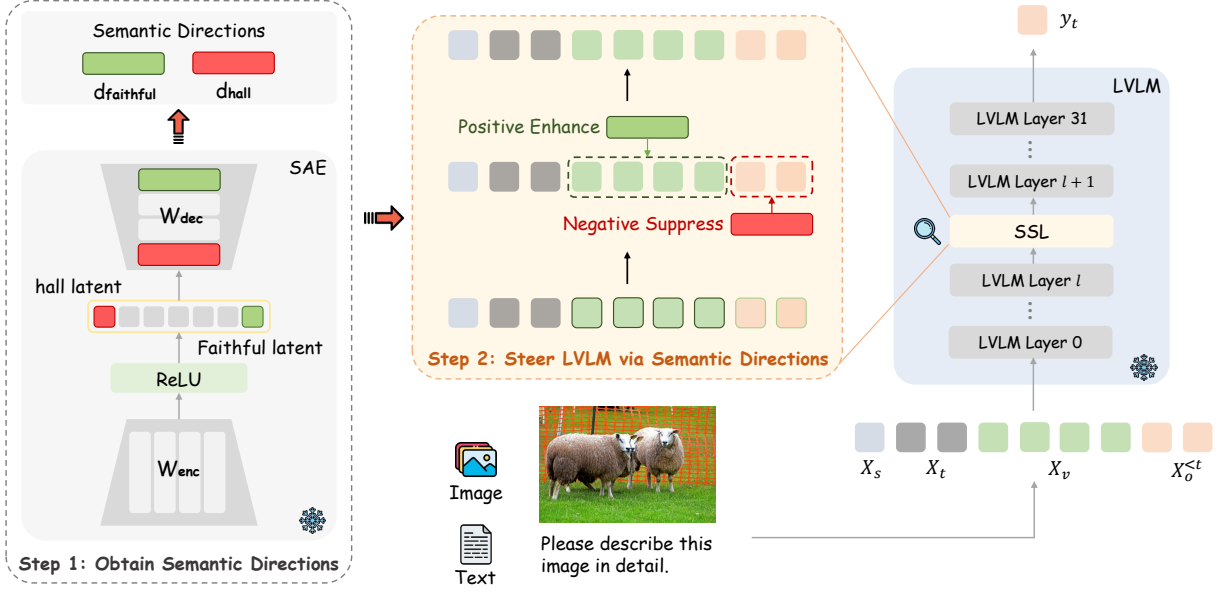 Semantic Directions
dfaithful
dhall
SAE
Wdec
hall latent
Faithful latent
ReLU
Wenc
Step 1: Obtain Semantic Directions
Positive Enhance
Negative Suppress
Step 2: Steer LVLM via Semantic Directions
Image
Text
Please describe this
image in detail.
yₜ
LVLM
LVLM Layer 31
LVLM Layer l + 1
SSL
LVLM Layer l
LVLM Layer 0
Xₛ
Xₜ
Xᵥ
Xₒ^<t